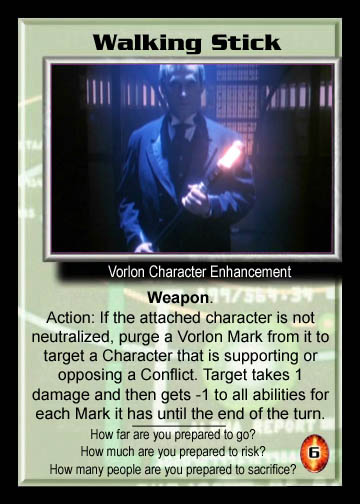 Walking Stick
Vorlon Character Enhancement
Weapon.
Action: If the attached character is not
neutralized, purge a Vorlon Mark from it to
target a Character that is supporting or
opposing a Conflict. Target takes 1
damage and then gets -1 to all abilities for
each Mark it has until the end of the turn.
How far are you prepared to go?
How much are you prepared to risk?
How many people are you prepared to sacrifice?
6